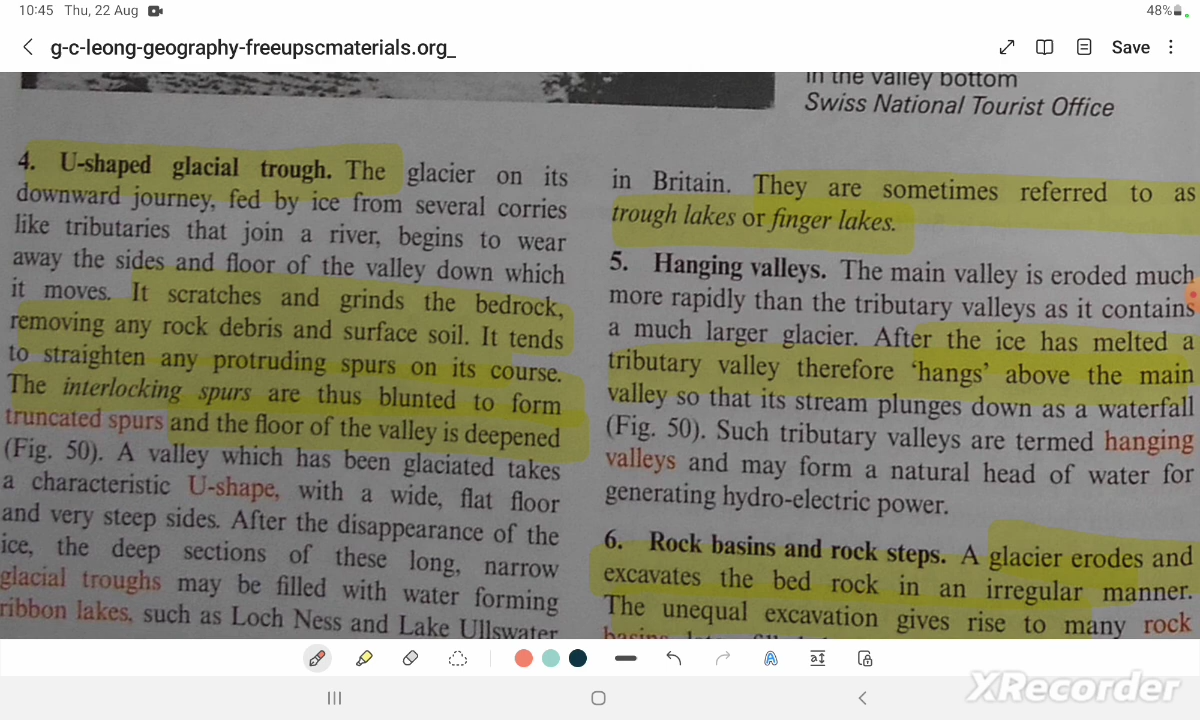 10:45 Thu, 22 Aug
48%
g-c-leong-geography-freeupscmaterials.org_
Save
in the valley bottom
Swiss National Tourist Office
4. U-shaped glacial trough. The glacier on its
downward journey, fed by ice from several corries
like tributaries that join a river, begins to wear
away the sides and floor of the valley down which
it moves. It scratches and grinds the bedrock,
removing any rock debris and surface soil. It tends
to straighten any protruding spurs on its course.
The interlocking spurs are thus blunted to form
truncated spurs and the floor of the valley is deepened
(Fig. 50). A valley which has been glaciated takes
a characteristic U-shape, with a wide, flat floor
and very steep sides. After the disappearance of the
ice, the deep sections of these long, narrow
glacial troughs may be filled with water forming
ribbon lakes, such as Loch Ness and Lake Ullswater
in Britain. They are sometimes referred to as
trough lakes or finger lakes.
5. Hanging valleys. The main valley is eroded much
more rapidly than the tributary valleys as it contains
a much larger glacier. After the ice has melted a
tributary valley therefore ‘hangs’ above the main
valley so that its stream plunges down as a waterfall
(Fig. 50). Such tributary valleys are termed hanging
valleys and may form a natural head of water for
generating hydro-electric power.
6. Rock basins and rock steps. A glacier erodes and
excavates the bed rock in an irregular manner.
The unequal excavation gives rise to many rock
XRecorder